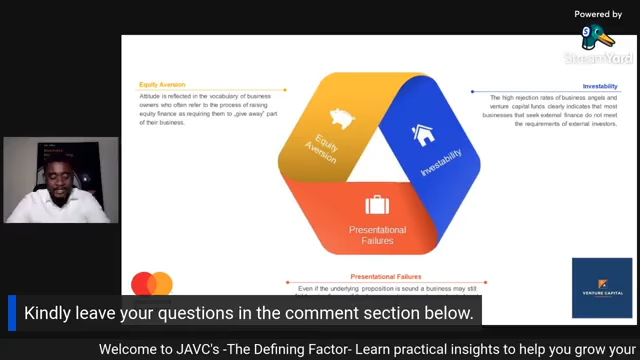 Powered by
StreamYard
Equity Aversion
Attitude is reflected in the vocabulary of business
owners who often refer to the process of raising
equity finance as requiring them to „give away” part
of their business.
Investability
The high rejection rates of business angels and
venture capital funds clearly indicates that most
businesses that seek external finance do not meet
the requirements of external investors.
Equity
Aversion
Investability
Presentational
Failures
Presentational Failures
Even if the underlying proposition is sound a business may still
VENTURE CAPITAL
Kindly leave your questions in the comment section below.
Welcome to JAVC's -The Defining Factor- Learn practical insights to help you grow your